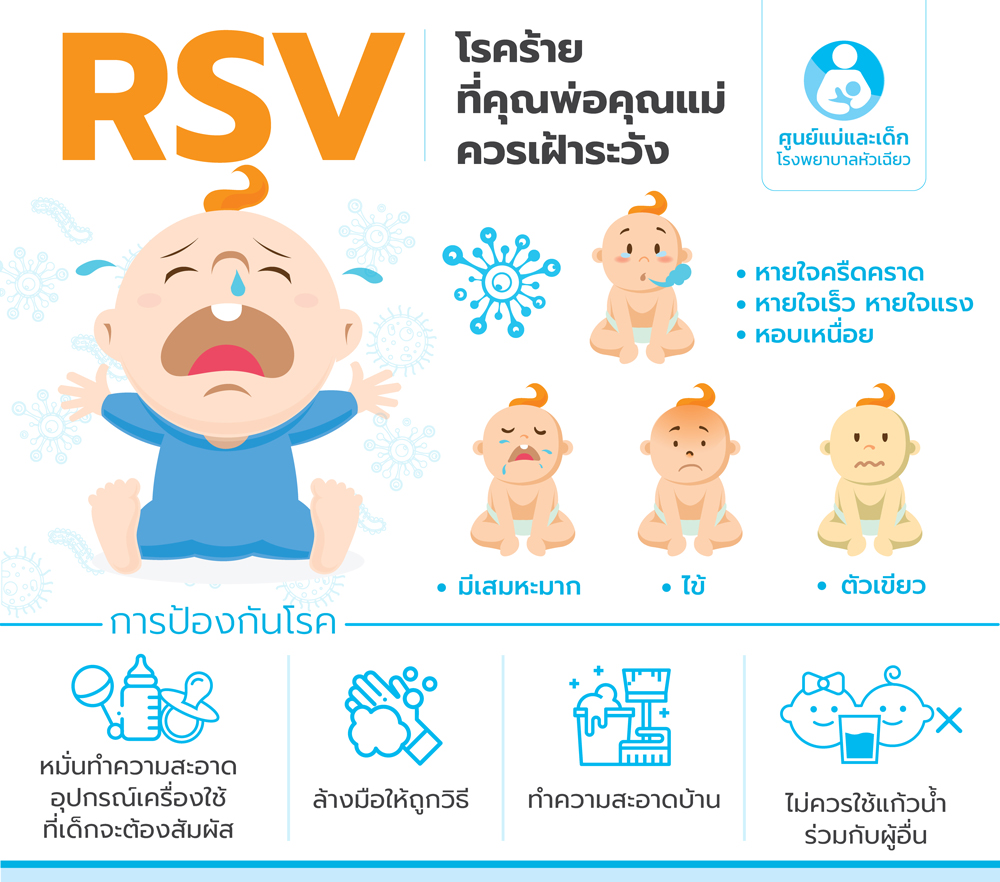 RSV
โรคร้าย
ที่คุณพ่อคุณแม่
ควรเฝ้าระวัง
ศูนย์แม่และเด็ก
โรงพยาบาลหัวเฉียว
• หายใจครืดคราด
• หายใจเร็ว หายใจแรง
• หอบเหนื่อย
• มีเสมหะมาก
• ไข้
• ตัวเขียว
การป้องกันโรค
หมั่นทำความสะอาด
อุปกรณ์เครื่องใช้
ที่เด็กจะต้องสัมผัส
ล้างมือให้ถูกวิธี
ทำความสะอาดบ้าน
ไม่ควรใช้แก้วน้ำ
ร่วมกับผู้อื่น